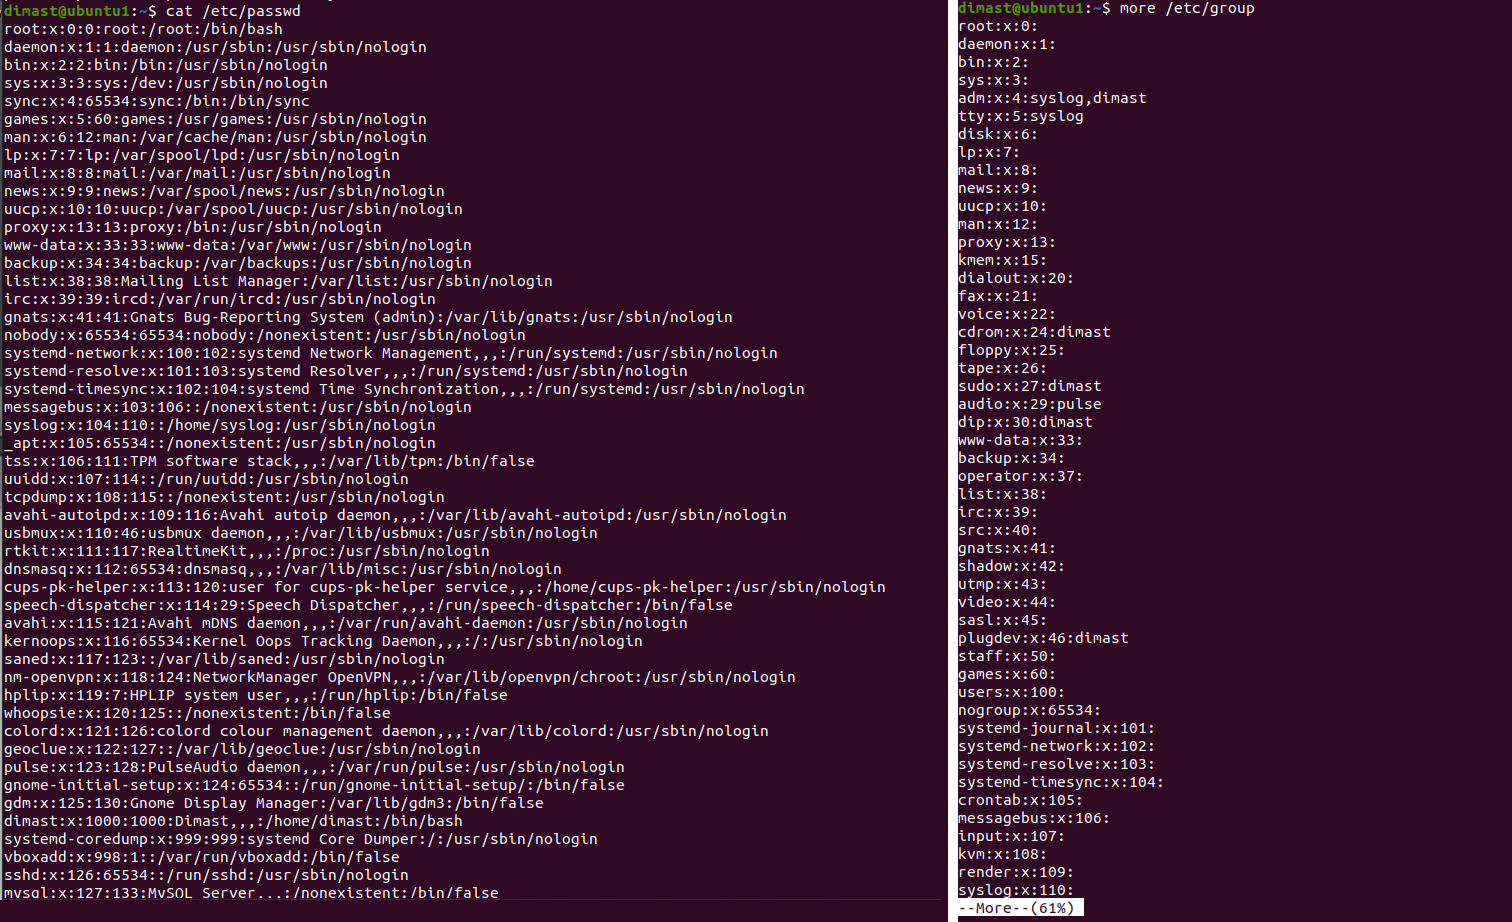 dimast@ubuntu1:~$ cat /etc/passwd
root:x:0:0:root:/root:/bin/bash
daemon:x:1:1:daemon:/usr/sbin:/usr/sbin/nologin
bin:x:2:2:bin:/bin:/usr/sbin/nologin
sys:x:3:3:sys:/dev:/usr/sbin/nologin
sync:x:4:65534:sync:/bin:/bin/sync
games:x:5:60:games:/usr/games:/usr/sbin/nologin
man:x:6:12:man:/var/cache/man:/usr/sbin/nologin
lp:x:7:7:lp:/var/spool/lpd:/usr/sbin/nologin
mail:x:8:8:mail:/var/mail:/usr/sbin/nologin
news:x:9:9:news:/var/spool/news:/usr/sbin/nologin
uucp:x:10:10:uucp:/var/spool/uucp:/usr/sbin/nologin
proxy:x:13:13:proxy:/bin:/usr/sbin/nologin
www-data:x:33:33:www-data:/var/www:/usr/sbin/nologin
backup:x:34:34:backup:/var/backups:/usr/sbin/nologin
list:x:38:38:Mailing List Manager:/var/list:/usr/sbin/nologin
irc:x:39:39:ircd:/var/run/ircd:/usr/sbin/nologin
gnats:x:41:41:Gnats Bug-Reporting System (admin):/var/lib/gnats:/usr/sbin/nologin
nobody:x:65534:65534:nobody:/nonexistent:/usr/sbin/nologin
systemd-network:x:100:102:systemd Network Management,,,:/run/systemd:/usr/sbin/nologin
systemd-resolve:x:101:103:systemd Resolver,,,:/run/systemd:/usr/sbin/nologin
systemd-timesync:x:102:104:systemd Time Synchronization,,,:/run/systemd:/usr/sbin/nologin
messagebus:x:103:106::/nonexistent:/usr/sbin/nologin
syslog:x:104:110::/home/syslog:/usr/sbin/nologin
_apt:x:105:65534::/nonexistent:/usr/sbin/nologin
tss:x:106:111:TPM software stack,,,:/var/lib/tpm:/bin/false
uuidd:x:107:114::/run/uuidd:/usr/sbin/nologin
tcpdump:x:108:115::/nonexistent:/usr/sbin/nologin
avahi-autoipd:x:109:116:Avahi autoip daemon,,,:/var/lib/avahi-autoipd:/usr/sbin/nologin
usbmux:x:110:46:usbmux daemon,,,:/var/lib/usbmux:/usr/sbin/nologin
rtkit:x:111:117:RealtimeKit,,,:/proc:/usr/sbin/nologin
dnsmasq:x:112:65534:dnsmasq,,,:/var/lib/misc:/usr/sbin/nologin
cups-pk-helper:x:113:120:user for cups-pk-helper service,,,:/home/cups-pk-helper:/usr/sbin/nologin
speech-dispatcher:x:114:29:Speech Dispatcher,,,:/run/speech-dispatcher:/bin/false
avahi:x:115:121:Avahi mDNS daemon,,,:/var/run/avahi-daemon:/usr/sbin/nologin
kernoops:x:116:65534:Kernel Oops Tracking Daemon,,,:/:/usr/sbin/nologin
saned:x:117:123::/var/lib/saned:/usr/sbin/nologin
nm-openvpn:x:118:124:NetworkManager OpenVPN,,,:/var/lib/openvpn/chroot:/usr/sbin/nologin
hplip:x:119:7:HPLIP system user,,,:/run/hplip:/bin/false
whoopsie:x:120:125::/nonexistent:/bin/false
colord:x:121:126:colord colour management daemon,,,:/var/lib/colord:/usr/sbin/nologin
geoclue:x:122:127::/var/lib/geoclue:/usr/sbin/nologin
pulse:x:123:128:PulseAudio daemon,,,:/var/run/pulse:/usr/sbin/nologin
gnome-initial-setup:x:124:65534::/run/gnome-initial-setup/:/bin/false
gdm:x:125:130:Gnome Display Manager:/var/lib/gdm3:/bin/false
dimast:x:1000:1000:Dimast,,,:/home/dimast:/bin/bash
systemd-coredump:x:999:999:systemd Core Dumper:/:/usr/sbin/nologin
vboxadd:x:998:1::/var/run/vboxadd:/bin/false
sshd:x:126:65534::/run/sshd:/usr/sbin/nologin
mysql:x:127:133:MySQL Server,,,:/nonexistent:/bin/false
dimast@ubuntu1:~$ more /etc/group
root:x:0:
daemon:x:1:
bin:x:2:
sys:x:3:
adm:x:4:syslog,dimast
tty:x:5:syslog
disk:x:6:
lp:x:7:
mail:x:8:
news:x:9:
uucp:x:10:
man:x:12:
proxy:x:13:
kmem:x:15:
dialout:x:20:
fax:x:21:
voice:x:22:
cdrom:x:24:dimast
floppy:x:25:
tape:x:26:
sudo:x:27:dimast
audio:x:29:pulse
dip:x:30:dimast
www-data:x:33:
backup:x:34:
operator:x:37:
list:x:38:
irc:x:39:
src:x:40:
gnats:x:41:
shadow:x:42:
utmp:x:43:
video:x:44:
sasl:x:45:
plugdev:x:46:dimast
staff:x:50:
games:x:60:
users:x:100:
nogroup:x:65534:
systemd-journal:x:101:
systemd-network:x:102:
systemd-resolve:x:103:
systemd-timesync:x:104:
crontab:x:105:
messagebus:x:106:
input:x:107:
kvm:x:108:
render:x:109:
syslog:x:110:
--More--(61%)